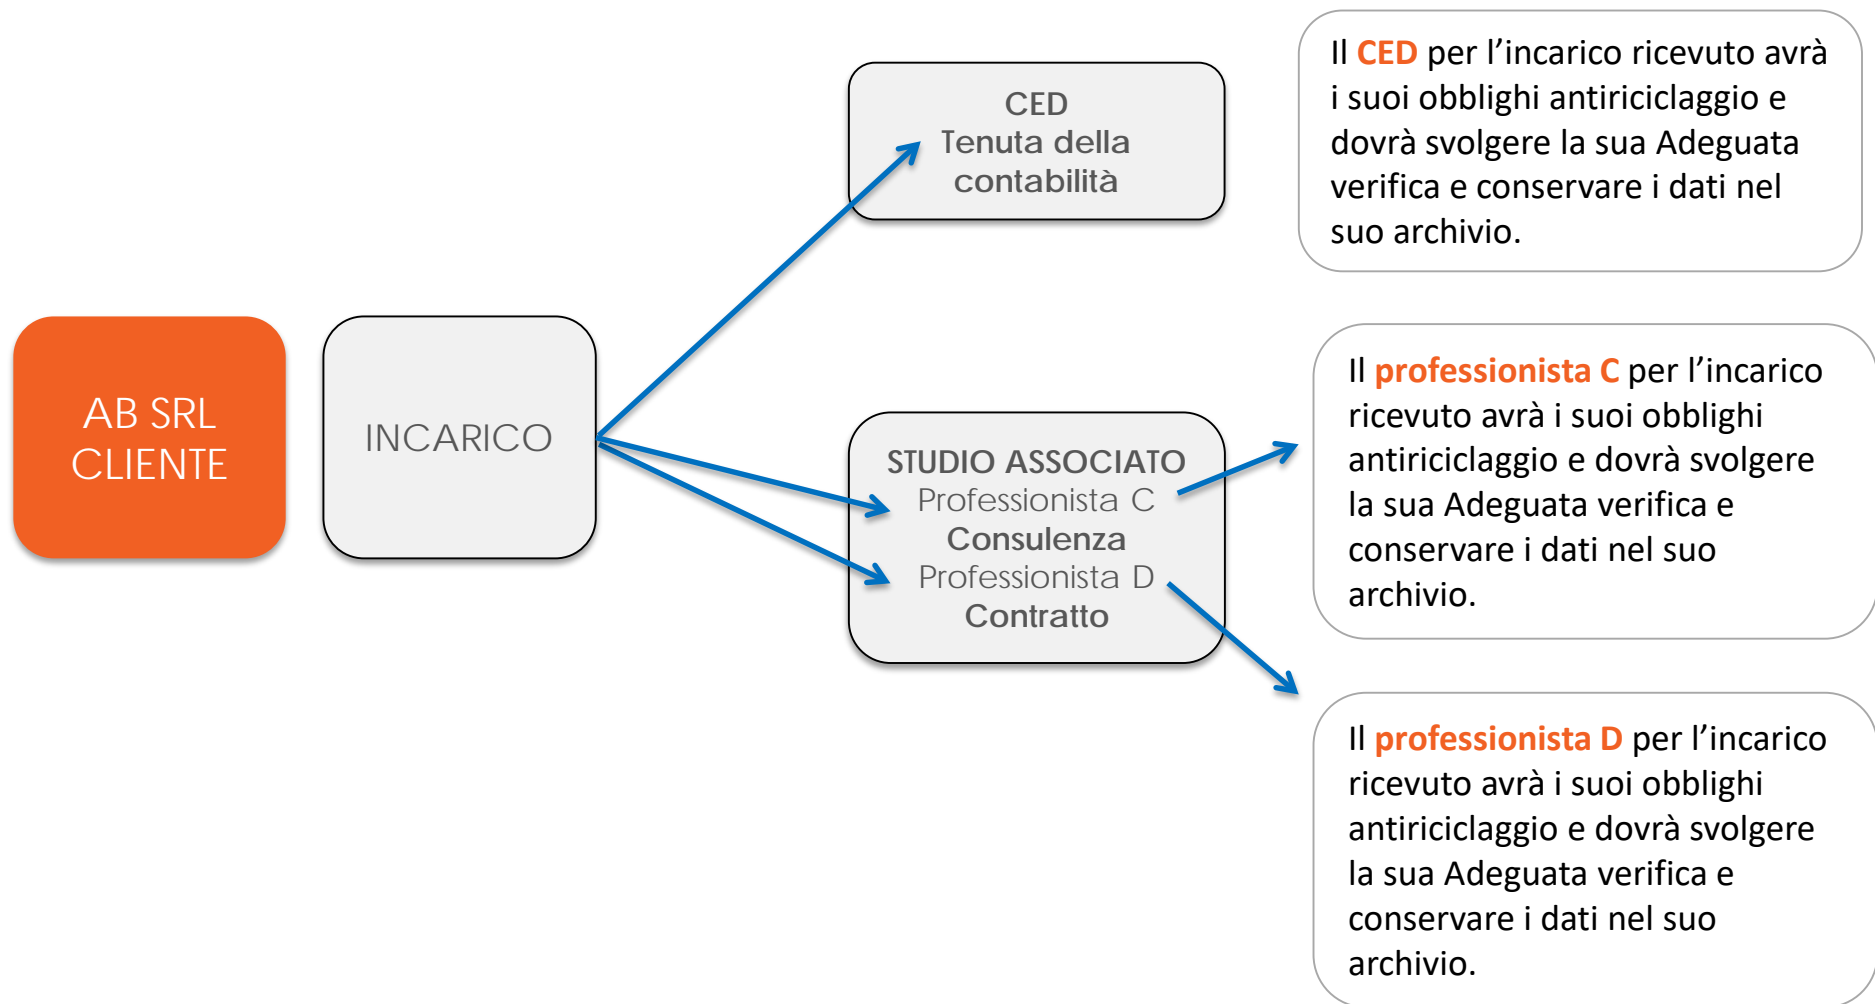 AB SRL
CLIENTE
INCARICO
CED
Tenuta della
contabilità
STUDIO ASSOCIATO
Professionista C
Consulenza
Professionista D
Contratto
Il CED per l’incarico ricevuto avrà
i suoi obblighi antiriciclaggio e
dovrà svolgere la sua Adeguata
verifica e conservare i dati nel
suo archivio.
Il professionista C per l’incarico
ricevuto avrà i suoi obblighi
antiriciclaggio e dovrà svolgere
la sua Adeguata verifica e
conservare i dati nel suo
archivio.
Il professionista D per l’incarico
ricevuto avrà i suoi obblighi
antiriciclaggio e dovrà svolgere
la sua Adeguata verifica e
conservare i dati nel suo
archivio.